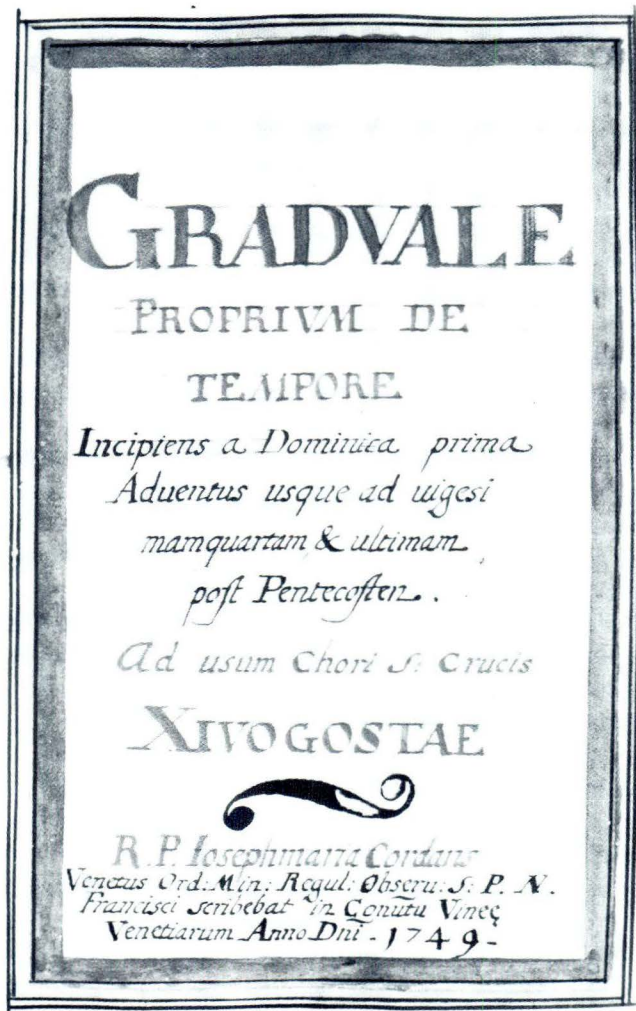 GRADVALE
PROPRIVM DE
TEMPORE
Incipiens a Dominica prima
Aduentus usque ad uigesi
mamquartam & ultimam
post Pentecosten.
Ad usum Chori S: Crucis
XIVOGOSTAE
R. P. Iosephmaria Cordans
Venetus Ord: Min: Regul: Obseru: S: P. N.
Francisci scribebat in Conutu Vineę
Venetiarum Anno Dni - 1749-